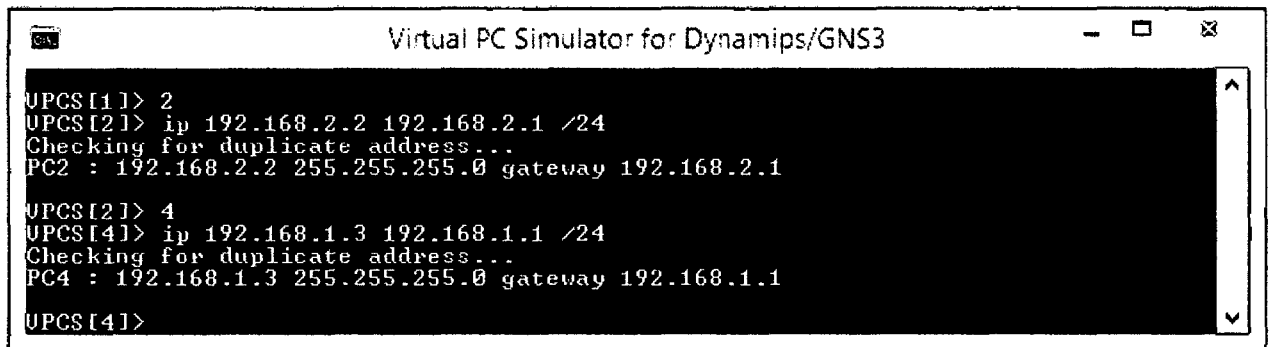 Virtual PC Simulator for Dynamips/GNS3
VPCS[1]> 2
VPCS[2]> ip 192.168.2.2 192.168.2.1 /24
Checking for duplicate address...
PC2 : 192.168.2.2 255.255.255.0 gateway 192.168.2.1
VPCS[2]> 4
VPCS[4]> ip 192.168.1.3 192.168.1.1 /24
Checking for duplicate address...
PC4 : 192.168.1.3 255.255.255.0 gateway 192.168.1.1
VPCS[4]>